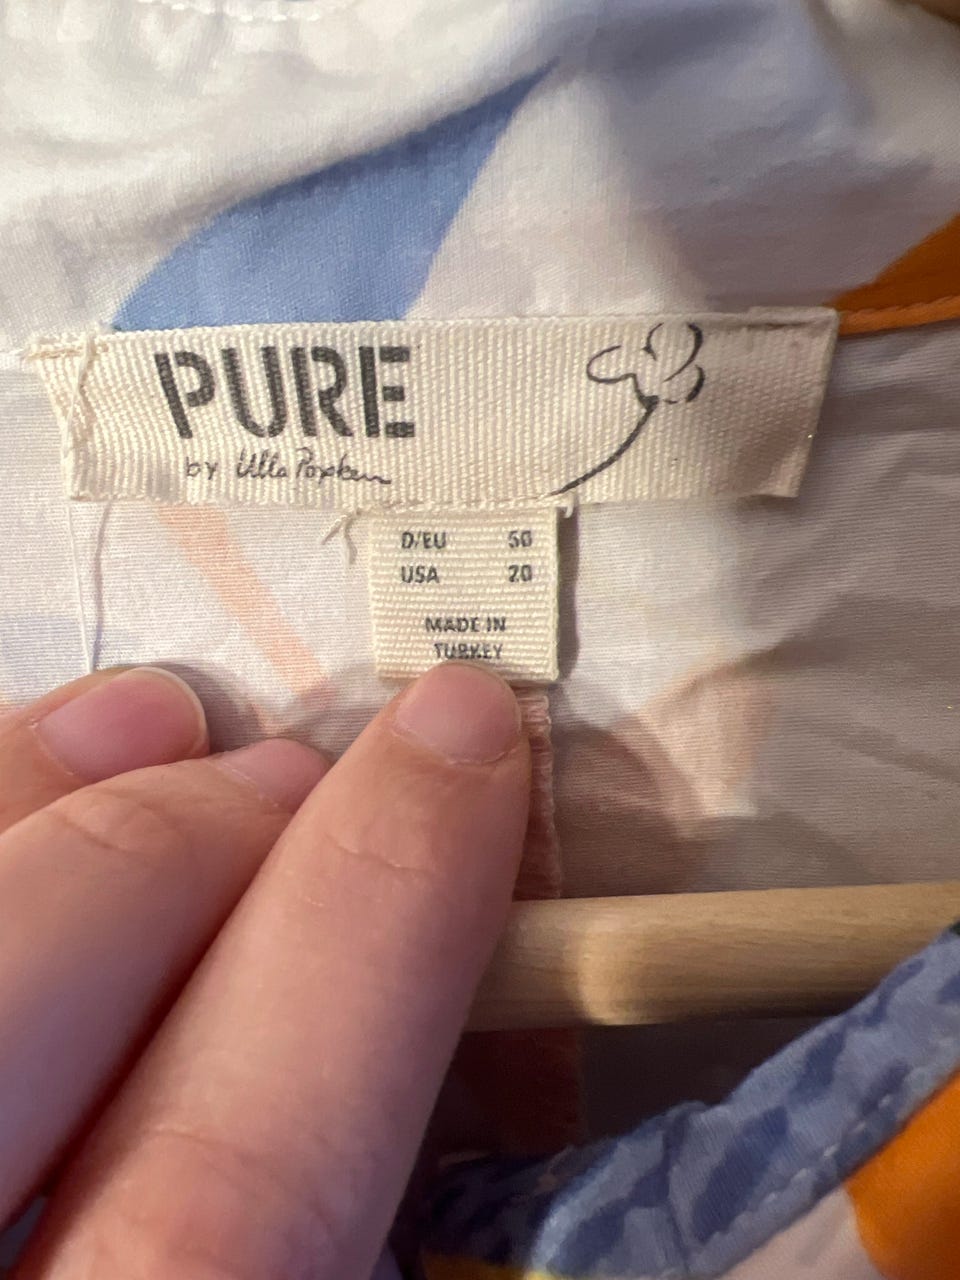 PURE
by Ulla Popken
D/EU 50
USA 20
MADE IN
TURKEY